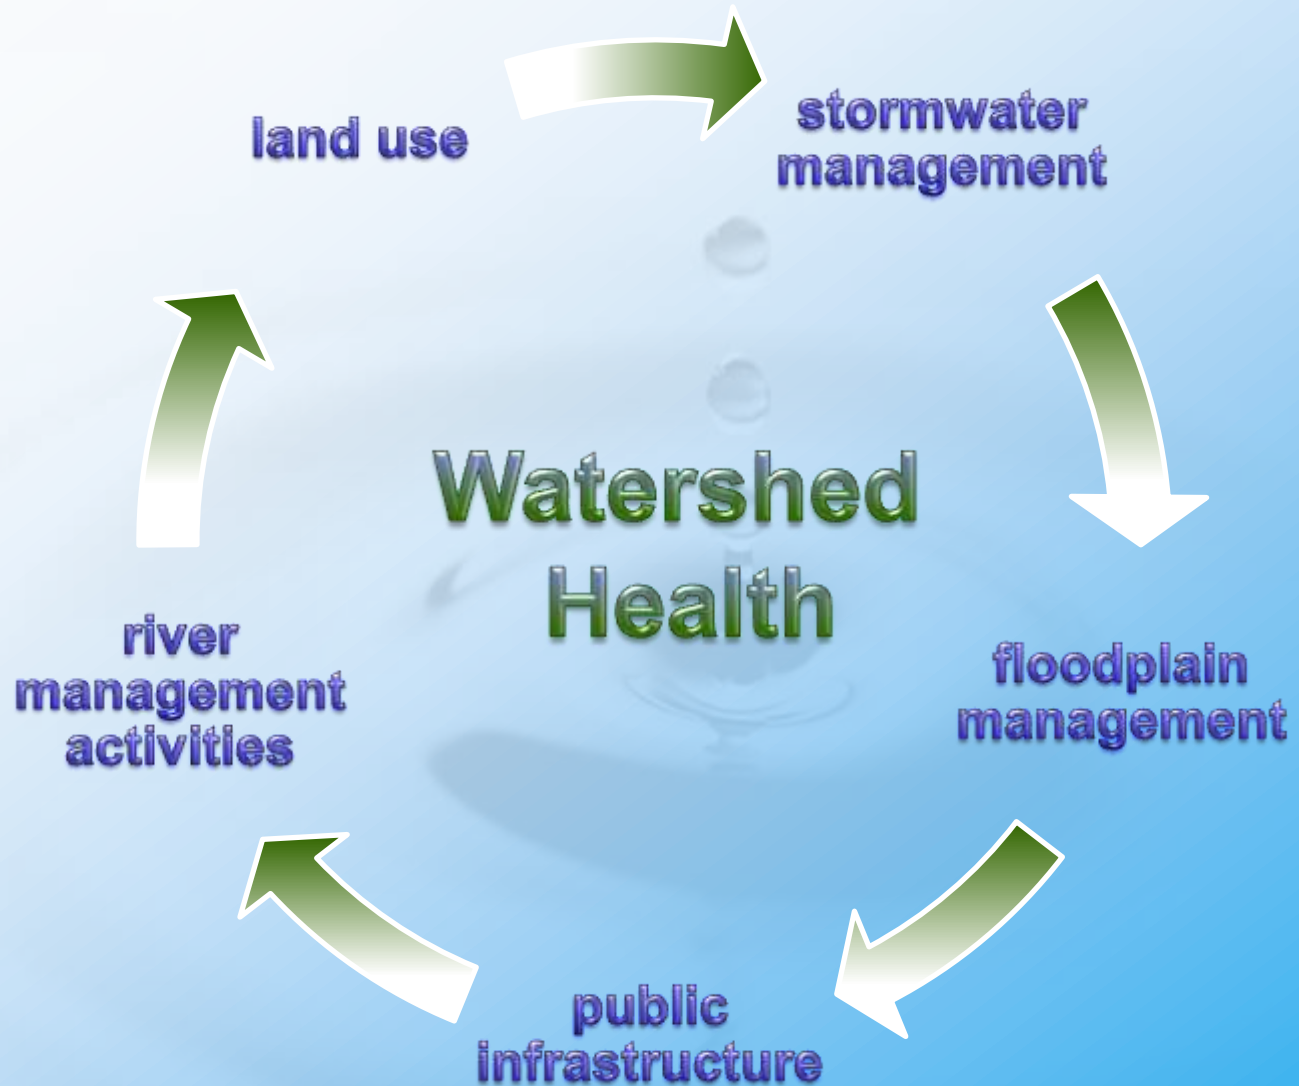 land use
stormwater
management
Watershed
Health
river
management
activities
floodplain
management
public
infrastructure